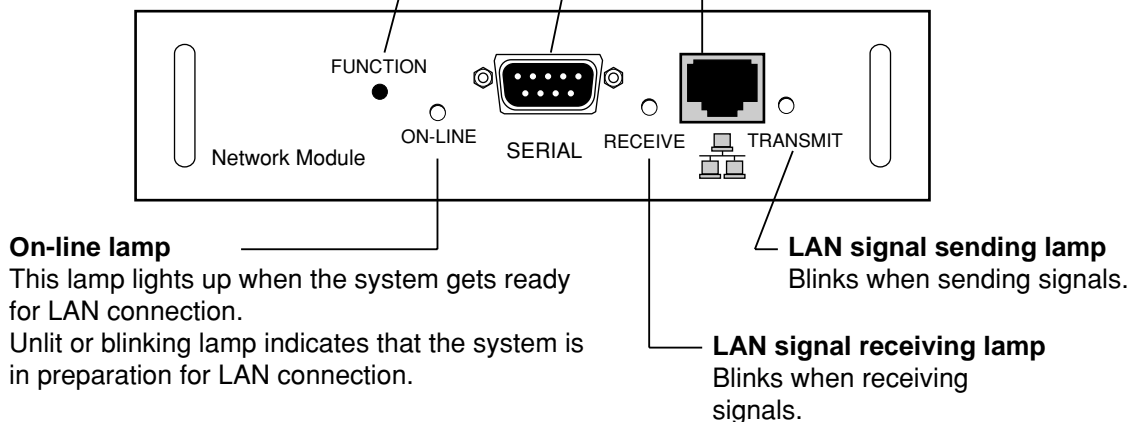 FUNCTION
ON-LINE
SERIAL
RECEIVE
TRANSMIT
Network Module
On-line lamp
This lamp lights up when the system gets ready
for LAN connection.
Unlit or blinking lamp indicates that the system is
in preparation for LAN connection.
LAN signal sending lamp
Blinks when sending signals.
LAN signal receiving lamp
Blinks when receiving
signals.